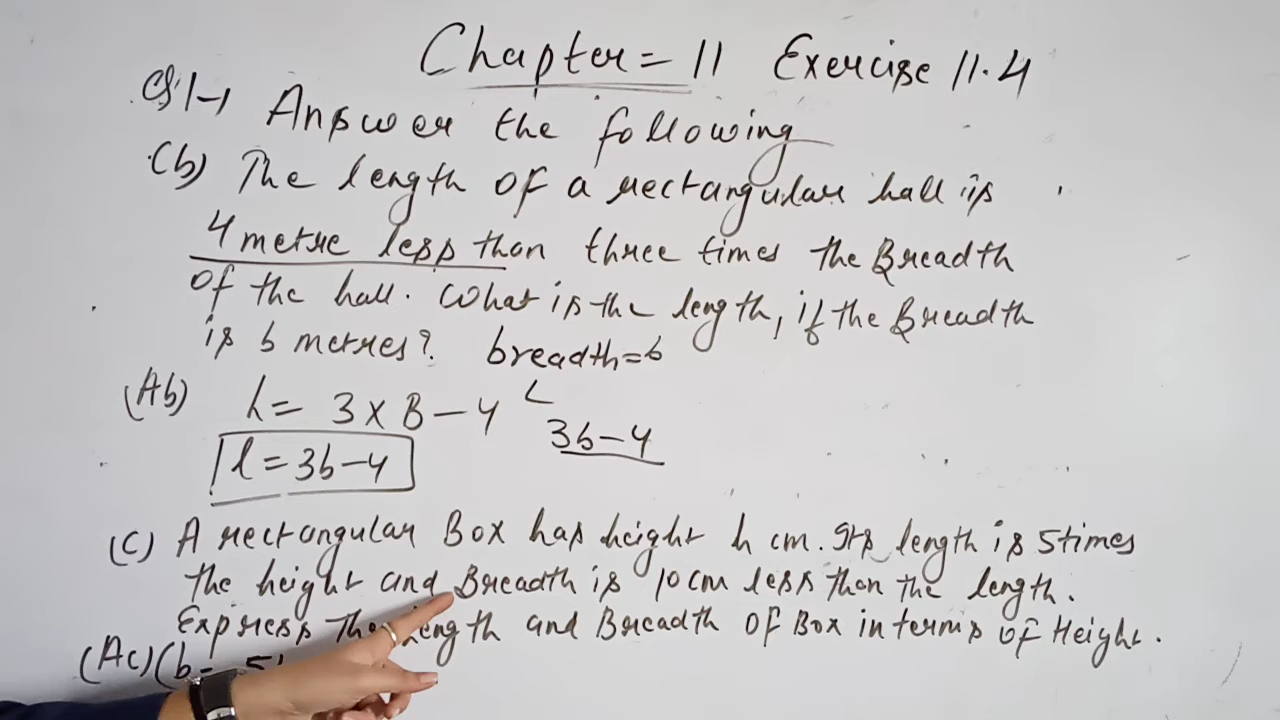 Chapter = 11 Exercise 11.4
Q.1→ Answer the following
(b) The length of a rectangular hall is
4 metre less than three times the Breadth
of the hall. What is the length, if the Breadth
is b metres? breadth = b
(Ab) L = 3 x B - 4
3b - 4
l = 3b - 4
(C) A rectangular Box has height h cm. Its length is 5 times
the height and Breadth is 10 cm less than the length.
Express The Length and Breadth of Box in terms of Height.
(Ac) (b = 5